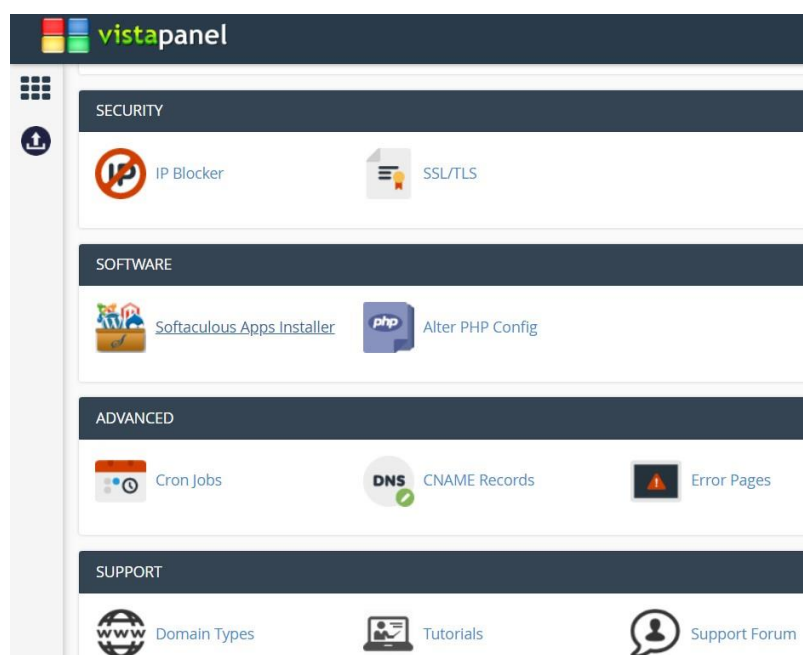 vistapanel
SECURITY
IP Blocker
SSL/TLS
SOFTWARE
Softaculous Apps Installer
php
Alter PHP Config
ADVANCED
Cron Jobs
DNS
CNAME Records
Error Pages
SUPPORT
www
Domain Types
Tutorials
Support Forum